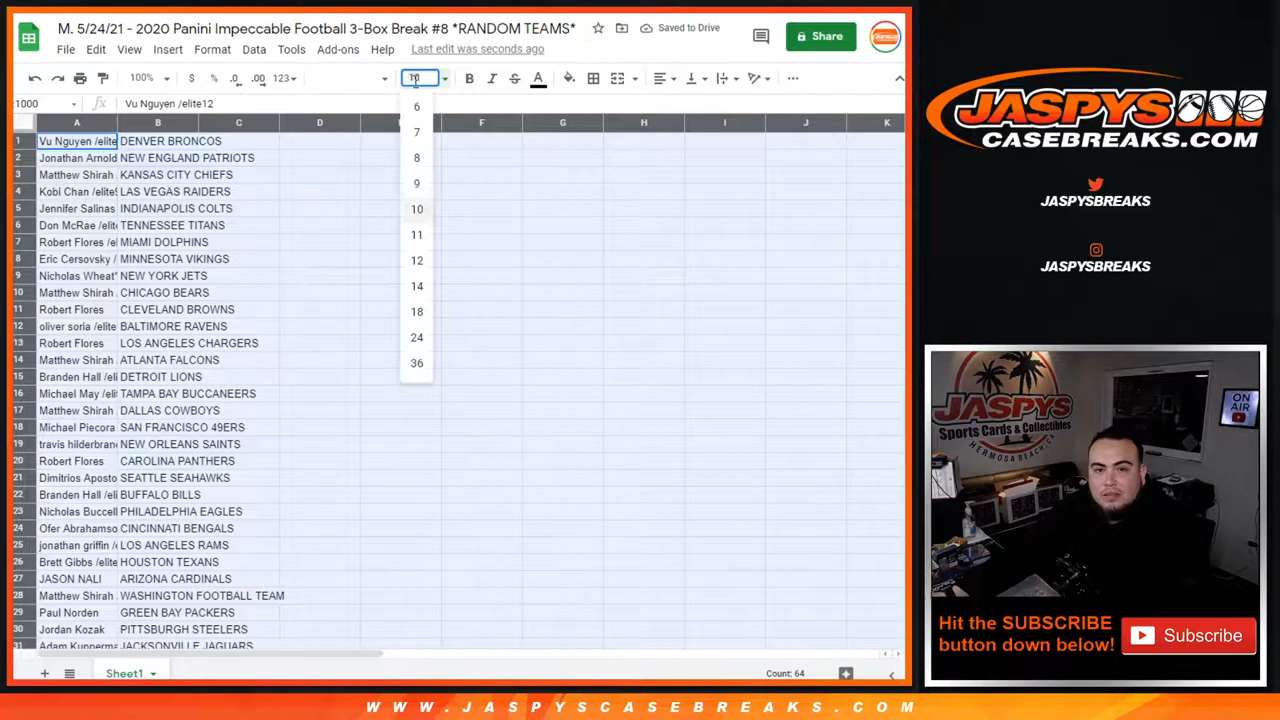 M. 5/24/21 - 2020 Panini Impeccable Football 3-Box Break #8 *RANDOM TEAMS*
Saved to Drive
Share
File Edit View Insert Format Data Tools Add-ons Help Last edit was seconds ago
100% $ % .0 .00 123 10
1000 fx Vu Nguyen /elite12
A B C D F G H I J K
1 Vu Nguyen /elite DENVER BRONCOS
2 Jonathan Arnold NEW ENGLAND PATRIOTS
3 Matthew Shirah KANSAS CITY CHIEFS
4 Kobi Chan /elite LAS VEGAS RAIDERS
5 Jennifer Salinas INDIANAPOLIS COLTS
6 Don McRae /elite TENNESSEE TITANS
7 Robert Flores /el MIAMI DOLPHINS
8 Eric Cersovsky / MINNESOTA VIKINGS
9 Nicholas Wheat NEW YORK JETS
10 Matthew Shirah CHICAGO BEARS
11 Robert Flores CLEVELAND BROWNS
12 oliver soria /elite BALTIMORE RAVENS
13 Robert Flores LOS ANGELES CHARGERS
14 Matthew Shirah ATLANTA FALCONS
15 Branden Hall /eli DETROIT LIONS
16 Michael May /elit TAMPA BAY BUCCANEERS
17 Matthew Shirah DALLAS COWBOYS
18 Michael Piecora SAN FRANCISCO 49ERS
19 travis hilderbran NEW ORLEANS SAINTS
20 Robert Flores CAROLINA PANTHERS
21 Dimitrios Aposto SEATTLE SEAHAWKS
22 Branden Hall /eli BUFFALO BILLS
23 Nicholas Buccell PHILADELPHIA EAGLES
24 Ofer Abrahamso CINCINNATI BENGALS
25 jonathan griffin /e LOS ANGELES RAMS
26 Brett Gibbs /elite HOUSTON TEXANS
27 JASON NALI ARIZONA CARDINALS
28 Matthew Shirah WASHINGTON FOOTBALL TEAM
29 Paul Norden GREEN BAY PACKERS
30 Jordan Kozak PITTSBURGH STEELERS
31 Adam Kupperma JACKSONVILLE JAGUARS
6
7
8
9
10
11
12
14
18
24
36
Sheet1
Count: 64
JASPYS
CASEBREAKS.COM
JASPYSBREAKS
JASPYSBREAKS
JASPYS
Sports Cards & Collectibles
HERMOSA BEACH, CA
ON AIR
Hit the SUBSCRIBE
button down below!
Subscribe
WWW.JASPYSCASEBREAKS.COM